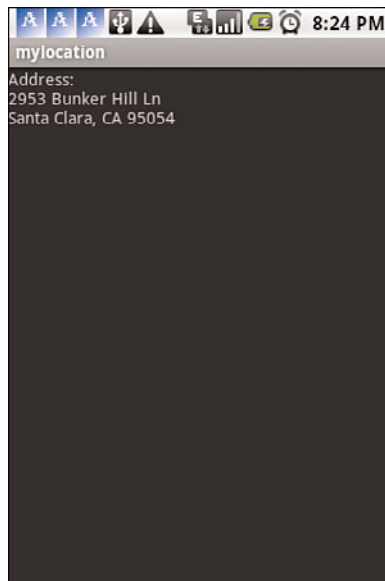 A A A E 8:24 PM
mylocation
Address:
2953 Bunker Hill Ln
Santa Clara, CA 95054